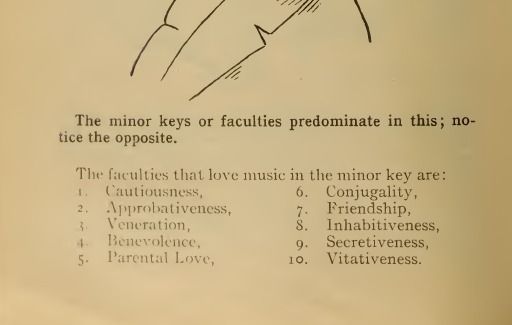 The minor keys or faculties predominate in this; no-
tice the opposite.
The faculties that love music in the minor key are:
1. Cautiousness,
2. Approbativeness,
3. Veneration,
4. Benevolence,
5. Parental Love,
6. Conjugality,
7. Friendship,
8. Inhabitiveness,
9. Secretiveness,
10. Vitativeness.